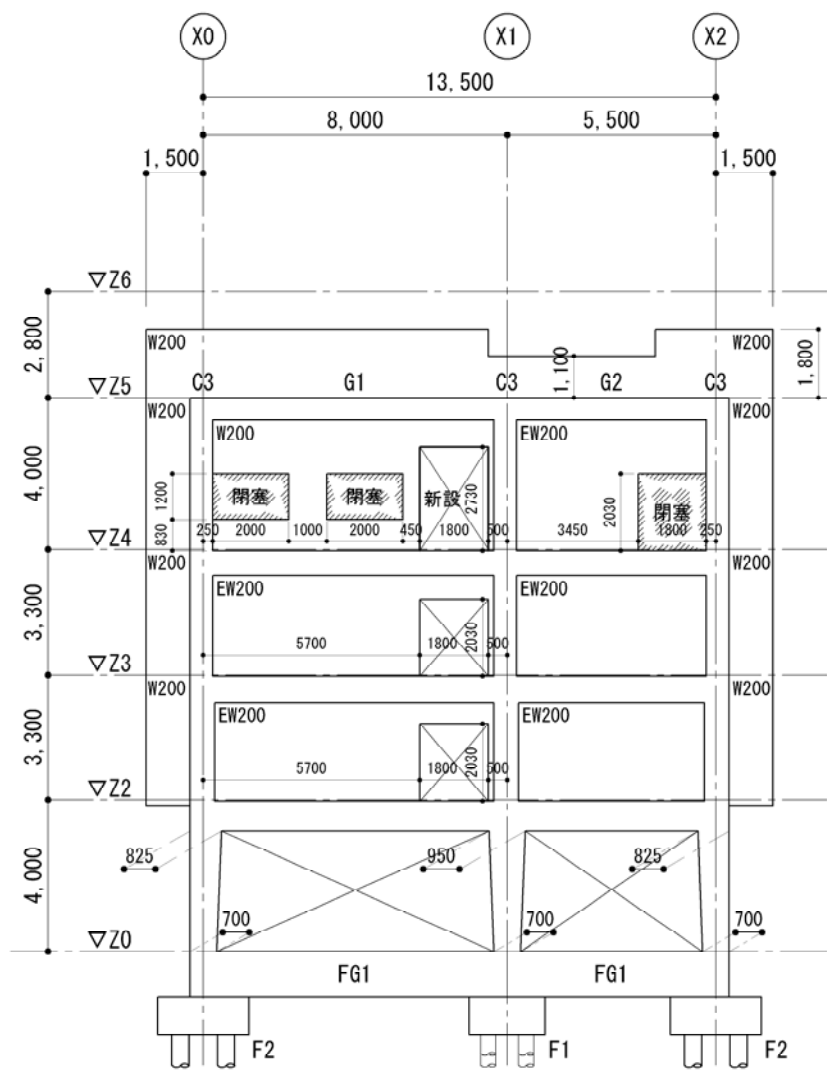 X0 X1 X2
13,500
8,000 5,500
1,500 1,500
▽Z6
2,800
W200 W200
1,100
1,800
▽Z5 C3 G1 C3 G2 C3
W200 W200 EW200 W200
4,000
1200 閉塞 閉塞 新設 2730 2030 閉塞
830 250 2000 1000 2000 450 1800 500 3450 1800 250
▽Z4
W200 EW200 EW200 W200
3,300
2030
5700 1800 500
▽Z3
W200 EW200 EW200 W200
3,300
2030
5700 1800 500
▽Z2
4,000
825 950 825
700 700 700
▽Z0
FG1 FG1
F2 F1 F2